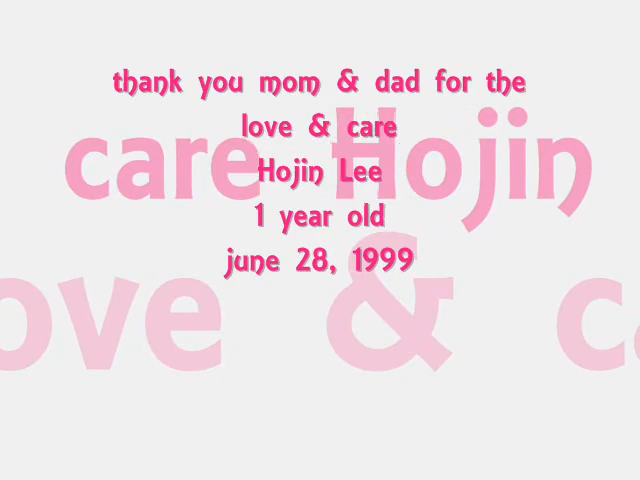 thank you mom & dad for the
love & care
Hojin Lee
1 year old
june 28, 1999
care Hojin
ove & ca